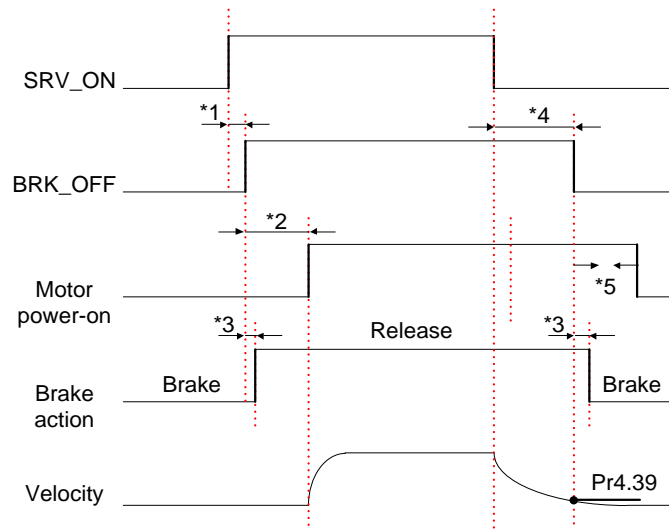 SRV_ON
*1
*4
BRK_OFF
*2
Motor
power-on
*5
*3
Release
*3
Brake
Brake
Brake
action
Pr4.39
Velocity